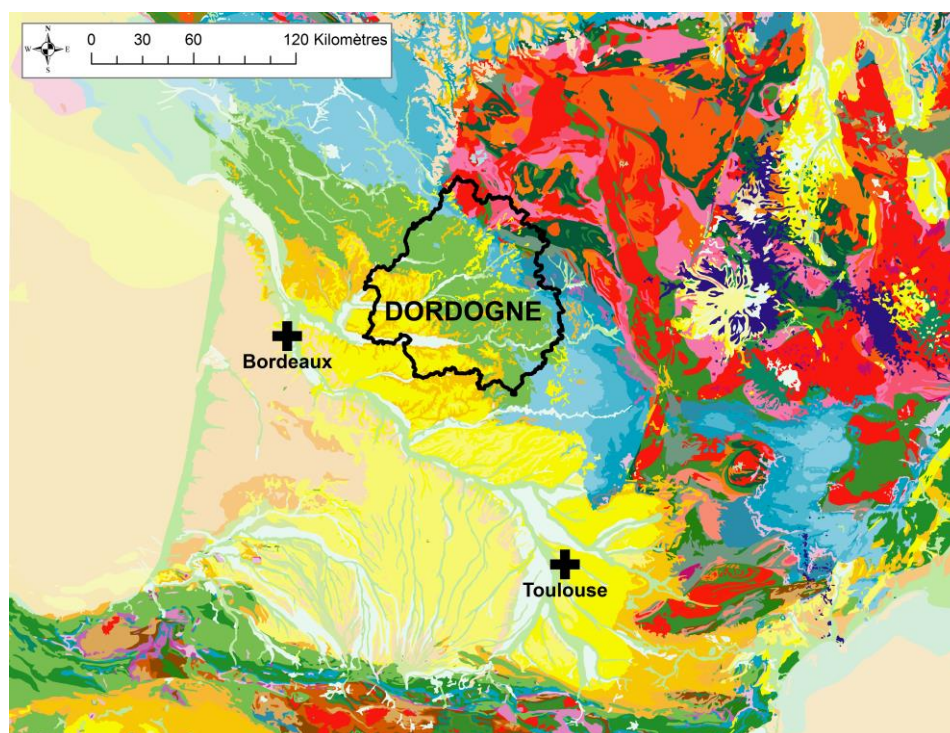 N
W E
S
0 30 60 120 Kilomètres
DORDOGNE
Bordeaux
Toulouse